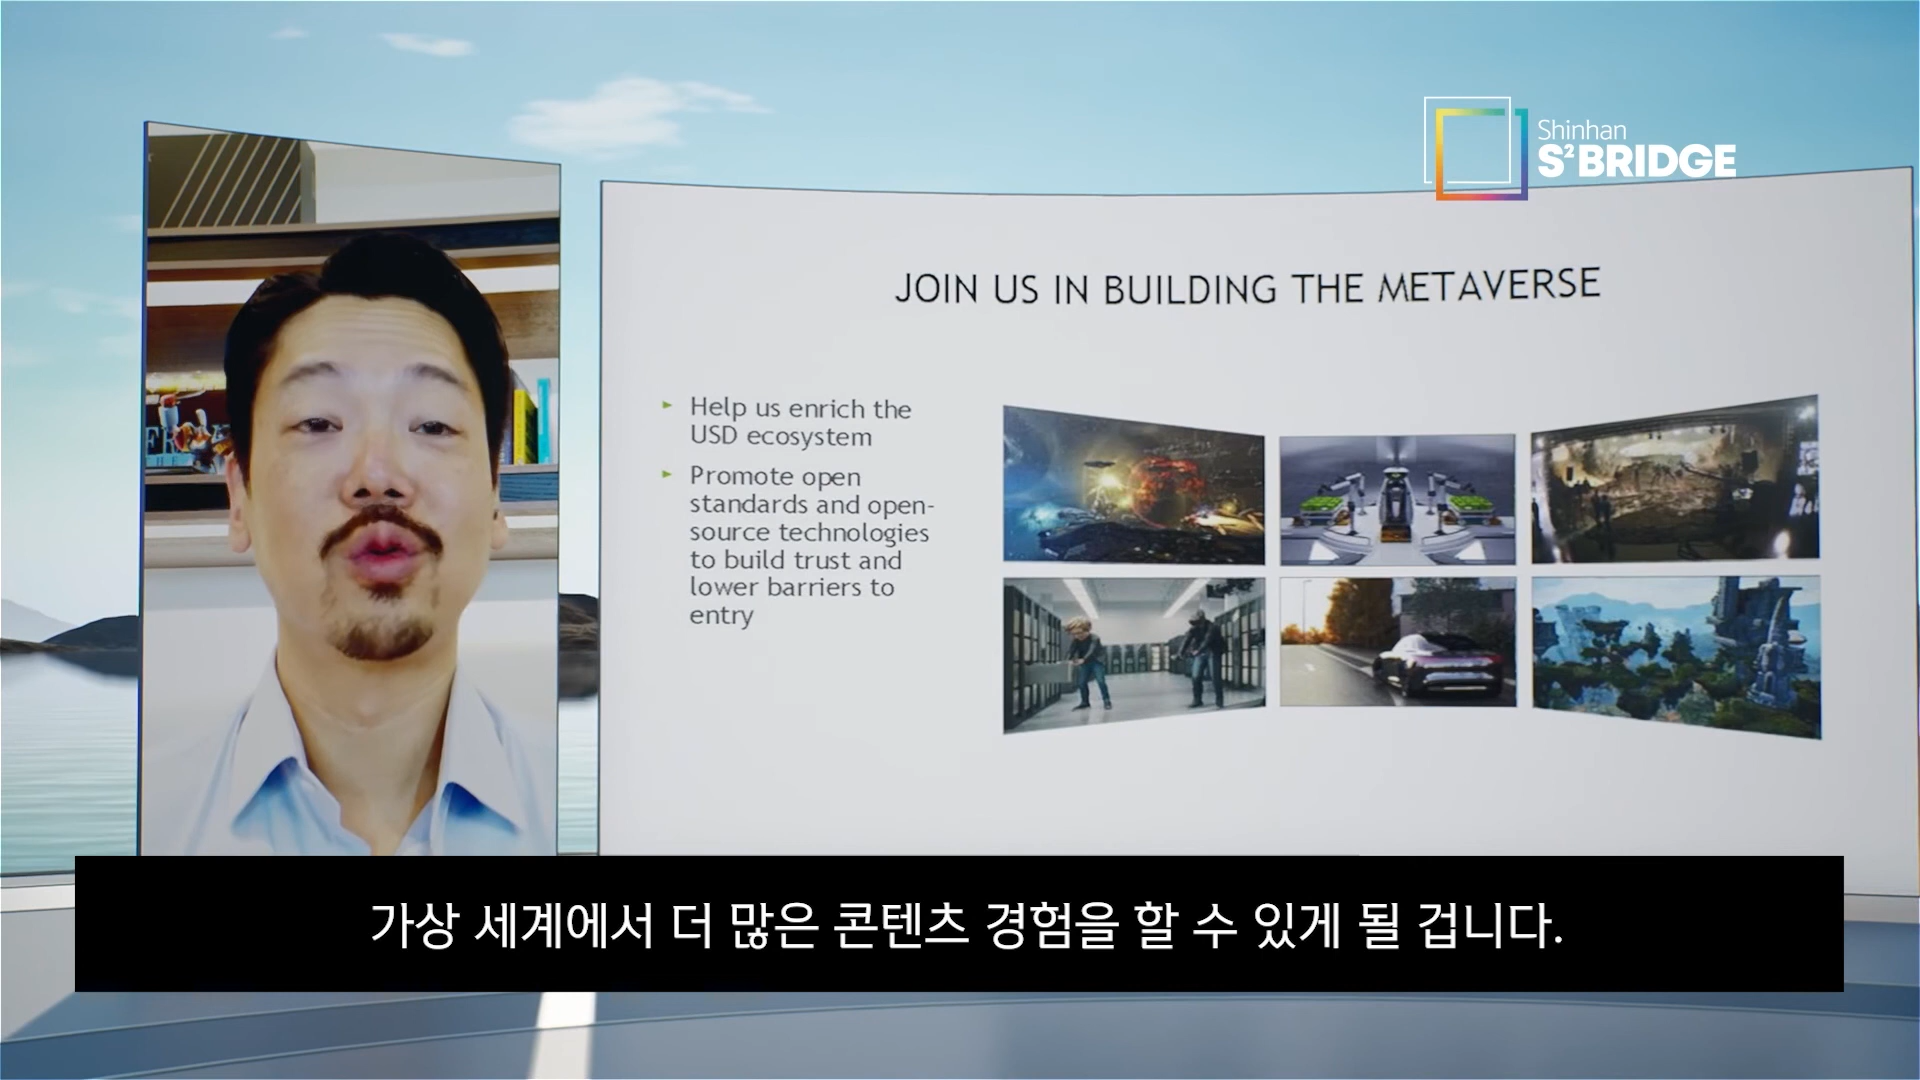 Shinhan
S² BRIDGE
JOIN US IN BUILDING THE METAVERSE
Help us enrich the
USD ecosystem
Promote open
standards and open-
source technologies
to build trust and
lower barriers to
entry
가상 세계에서 더 많은 콘텐츠 경험을 할 수 있게 될 겁니다.